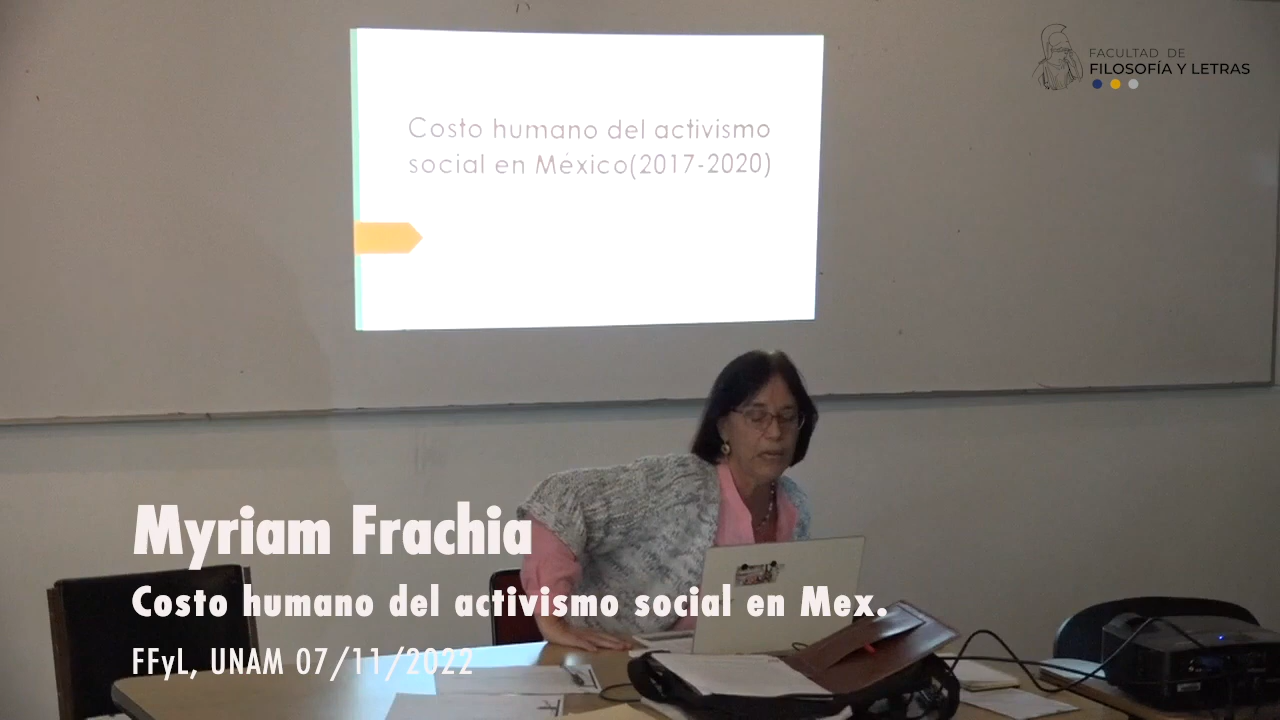 FACULTAD DE
FILOSOFÍA Y LETRAS
Costo humano del activismo
social en México(2017-2020)
Myriam Frachia
Costo humano del activismo social en Mex.
FFyL, UNAM 07/11/2022